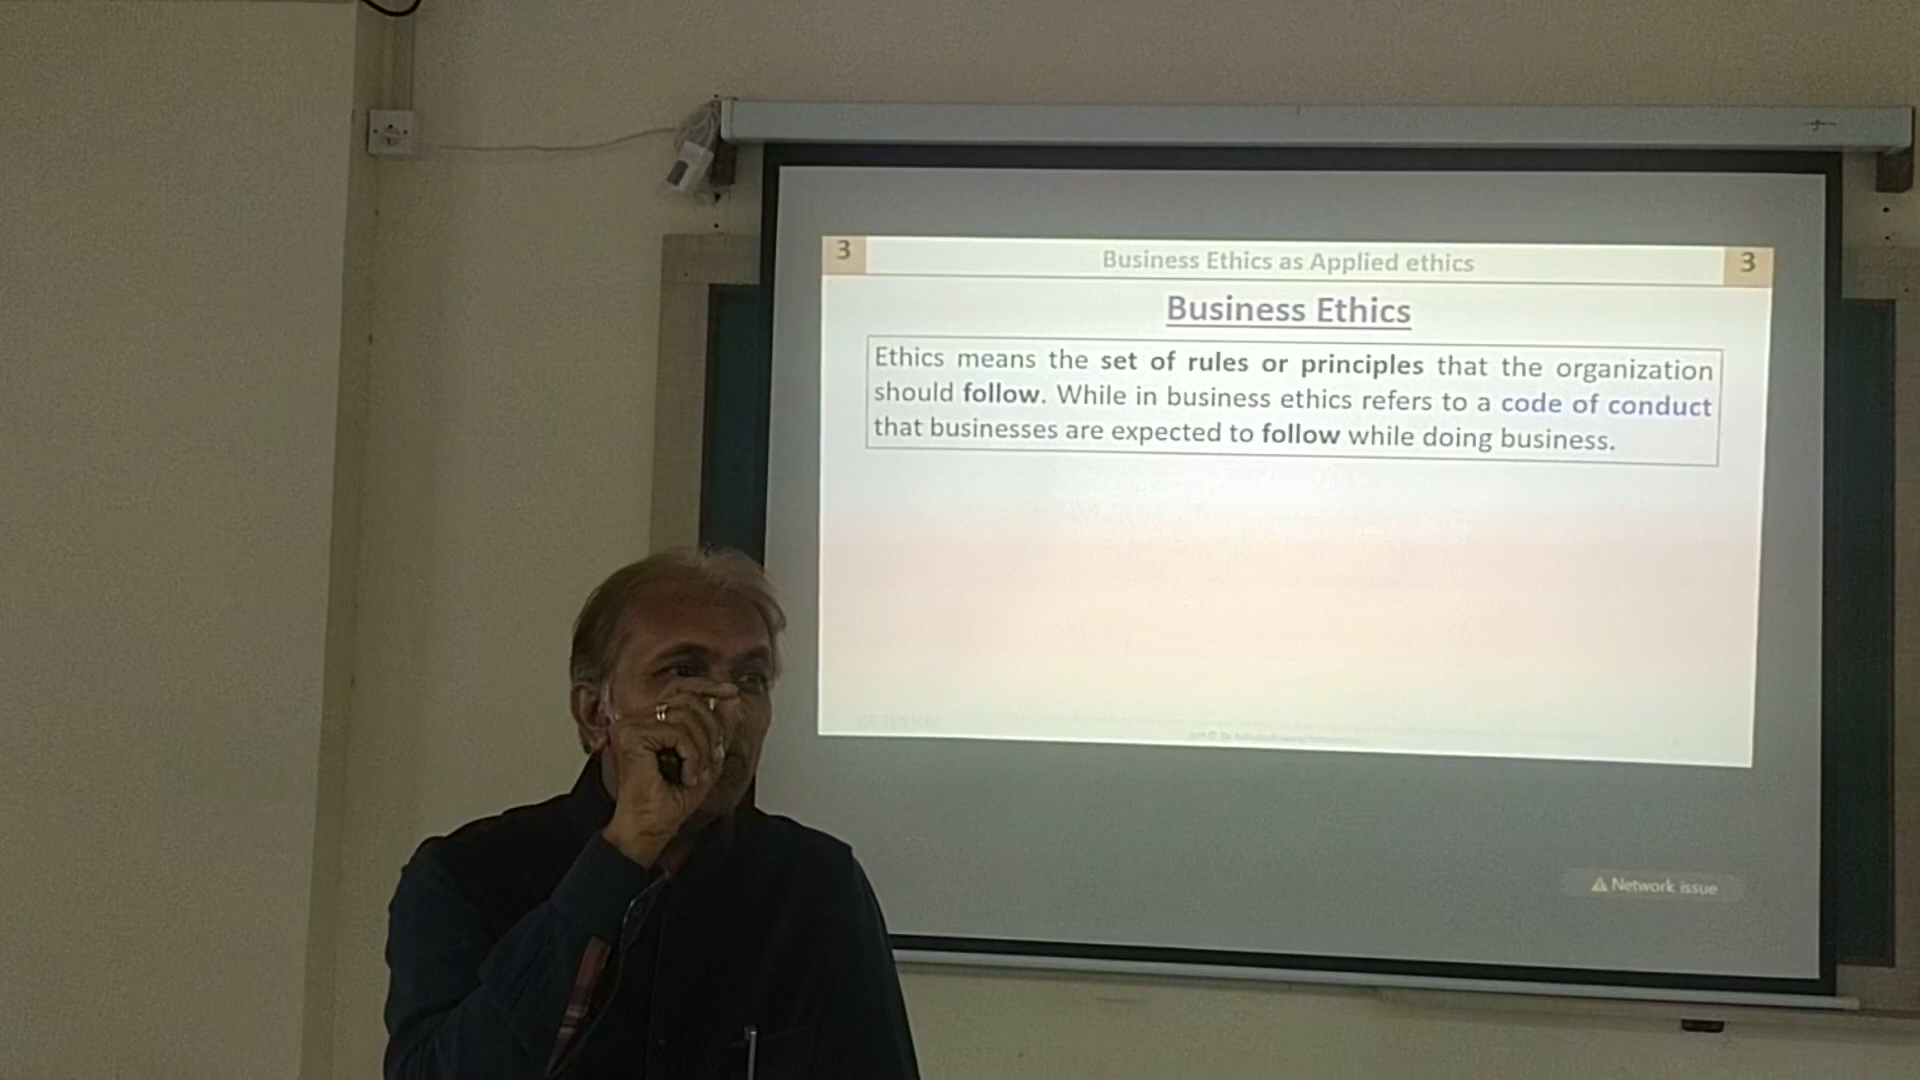 3 Business Ethics as Applied ethics 3
Business Ethics
Ethics means the set of rules or principles that the organization
should follow. While in business ethics refers to a code of conduct
that businesses are expected to follow while doing business.
Network issue